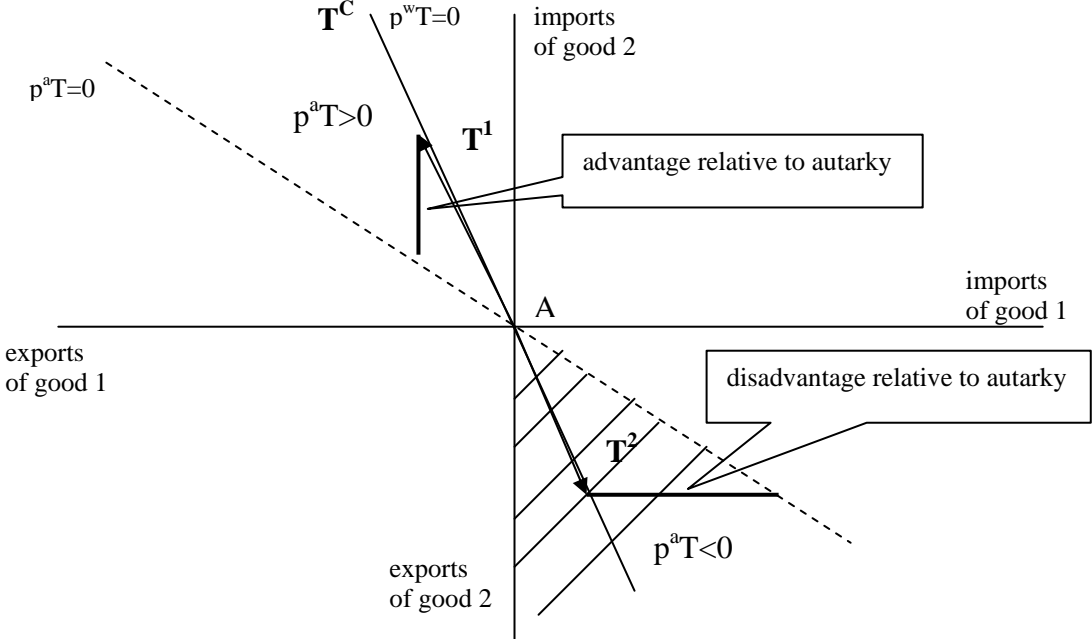 T^C
p^wT=0
imports
of good 2
p^aT=0
p^aT>0
T^1
advantage relative to autarky
A
imports
of good 1
exports
of good 1
disadvantage relative to autarky
T^2
p^aT<0
exports
of good 2